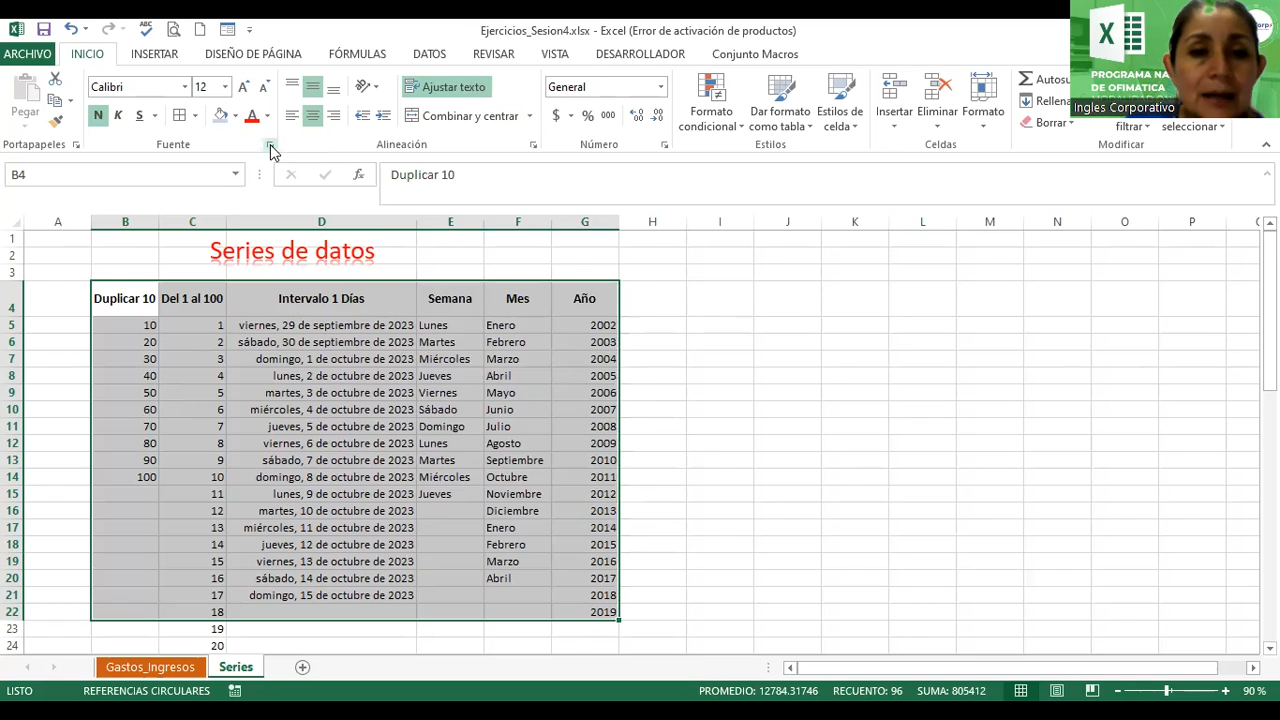 Ejercicios_Sesion4.xlsx - Excel (Error de activación de productos)
ARCHIVO INICIO INSERTAR DISEÑO DE PÁGINA FÓRMULAS DATOS REVISAR VISTA DESARROLLADOR Conjunto Macros
PROGRAMA NA
DE OFIMÁTICA
Ingles Corporativo
Pegar
Calibri 12
N K S
Ajustar texto
Combinar y centrar
General
$ % 000
Formato condicional
Dar formato como tabla
Estilos de celda
Insertar Eliminar Formato
Autosu
Rellena
Borrar
filtrar seleccionar
Portapapeles Fuente Alineación Número Estilos Celdas Modificar
B4 fx Duplicar 10
A B C D E F G H I J K L M N O P
1
2 Series de datos
3
4 Duplicar 10 Del 1 al 100 Intervalo 1 Días Semana Mes Año
5 10 1 viernes, 29 de septiembre de 2023 Lunes Enero 2002
6 20 2 sábado, 30 de septiembre de 2023 Martes Febrero 2003
7 30 3 domingo, 1 de octubre de 2023 Miércoles Marzo 2004
8 40 4 lunes, 2 de octubre de 2023 Jueves Abril 2005
9 50 5 martes, 3 de octubre de 2023 Viernes Mayo 2006
10 60 6 miércoles, 4 de octubre de 2023 Sábado Junio 2007
11 70 7 jueves, 5 de octubre de 2023 Domingo Julio 2008
12 80 8 viernes, 6 de octubre de 2023 Lunes Agosto 2009
13 90 9 sábado, 7 de octubre de 2023 Martes Septiembre 2010
14 100 10 domingo, 8 de octubre de 2023 Miércoles Octubre 2011
15 11 lunes, 9 de octubre de 2023 Jueves Noviembre 2012
16 12 martes, 10 de octubre de 2023 Diciembre 2013
17 13 miércoles, 11 de octubre de 2023 Enero 2014
18 14 jueves, 12 de octubre de 2023 Febrero 2015
19 15 viernes, 13 de octubre de 2023 Marzo 2016
20 16 sábado, 14 de octubre de 2023 Abril 2017
21 17 domingo, 15 de octubre de 2023 2018
22 18 2019
23 19
24 20
Gastos_Ingresos Series
LISTO REFERENCIAS CIRCULARES PROMEDIO: 12784.31746 RECUENTO: 96 SUMA: 805412 90 %